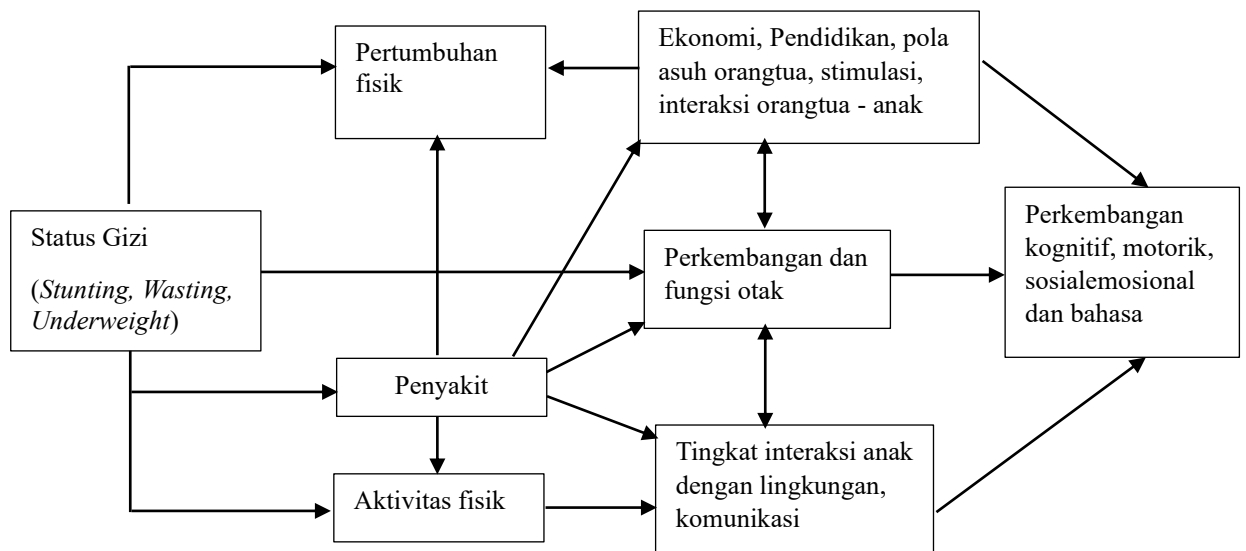 Pertumbuhan
fisik
Ekonomi, Pendidikan, pola
asuh orangtua, stimulasi,
interaksi orangtua - anak
Status Gizi
(Stunting, Wasting,
Underweight)
Perkembangan dan
fungsi otak
Perkembangan
kognitif, motorik,
sosialemosional
dan bahasa
Penyakit
Aktivitas fisik
Tingkat interaksi anak
dengan lingkungan,
komunikasi